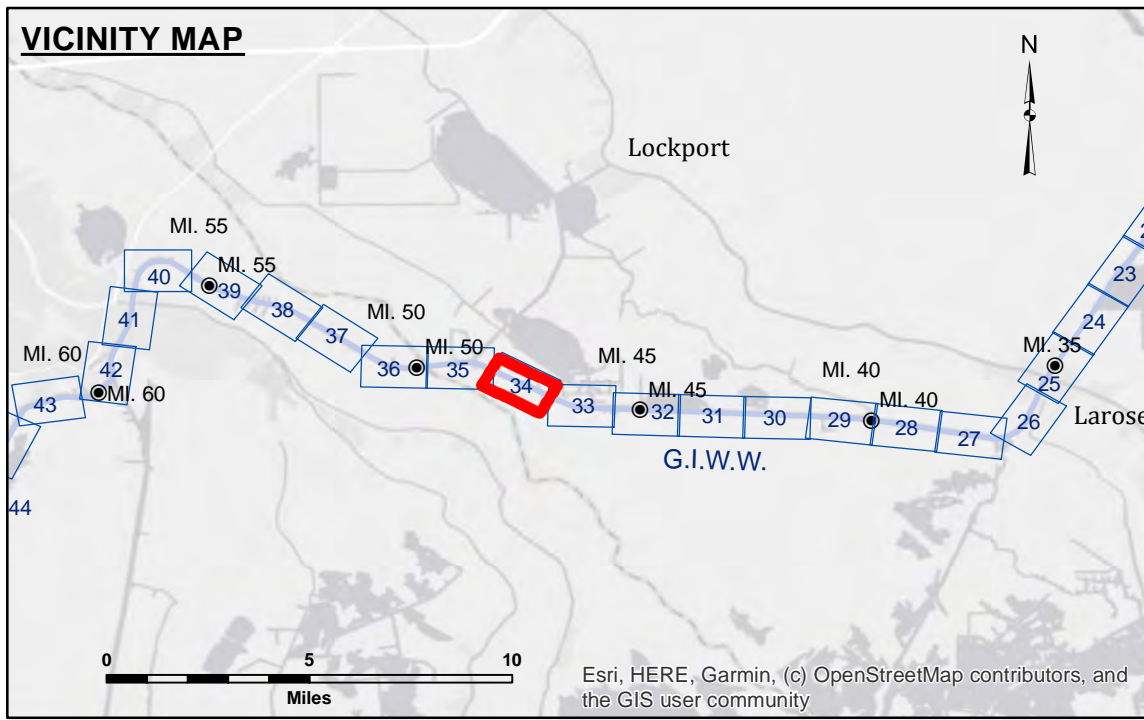 VICINITY MAP
N
Lockport
MI. 55
MI. 55
40
39
23
38
41
24
MI. 50
37
MI. 50
MI. 60
42
36
35
MI. 45
MI. 40
MI. 35
34
25
43
MI. 60
33
MI. 45
32
31
30
29
MI. 40
28
27
26
Larose
G.I.W.W.
44
0
5
10
Miles
Esri, HERE, Garmin, (c) OpenStreetMap contributors, and
the GIS user community